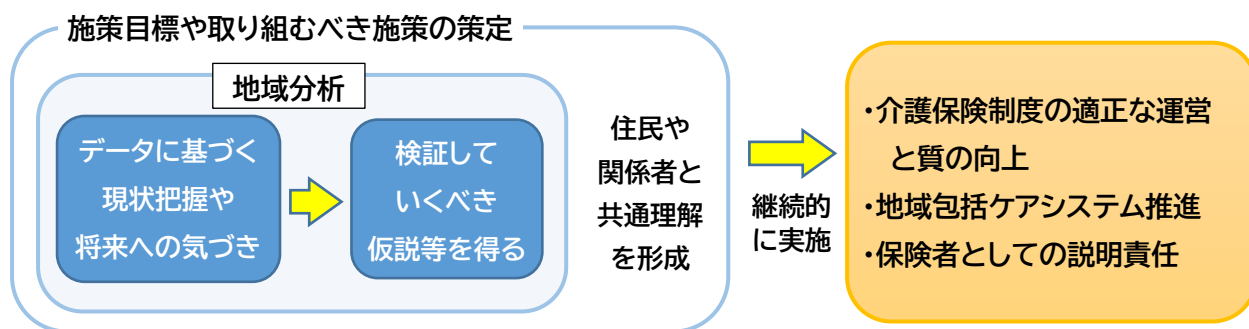 施策目標や取り組むべき施策の策定
地域分析
データに基づく
現状把握や
将来への気づき
検証して
いくべき
仮説等を得る
住民や
関係者と
共通理解
を形成
継続的
に実施
・介護保険制度の適正な運営
と質の向上
・地域包括ケアシステム推進
・保険者としての説明責任